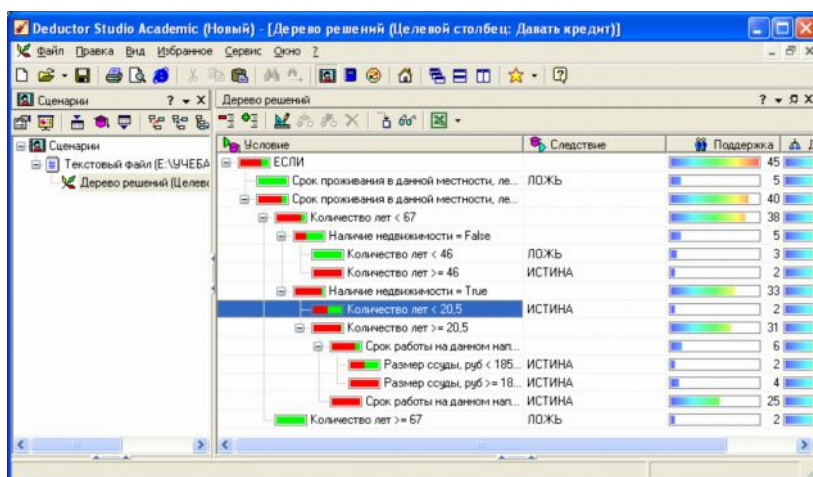 Deductor Studio Academic (Новый) - [Дерево решений (Целевой столбец: Давать кредит)]
Файл Правка Вид Избранное Сервис Окно ?
Сценарии ? X
Сценарии
Текстовый файл (E:\УЧЕБА
Дерево решений (Целевс
Дерево решений ? X
Условие Следствие Поддержка Д
ЕСЛИ 45
Срок проживания в данной местности, ле... ЛОЖЬ 5
Срок проживания в данной местности, ле... 40
Количество лет < 67 38
Наличие недвижимости = False 5
Количество лет < 46 ЛОЖЬ 3
Количество лет >= 46 ИСТИНА 2
Наличие недвижимости = True 33
Количество лет < 20,5 ИСТИНА 2
Количество лет >= 20,5 31
Срок работы на данном нап... 6
Размер ссуды, руб < 185... ИСТИНА 2
Размер ссуды, руб >= 18... ИСТИНА 4
Срок работы на данном нап... ИСТИНА 25
Количество лет >= 67 ЛОЖЬ 2